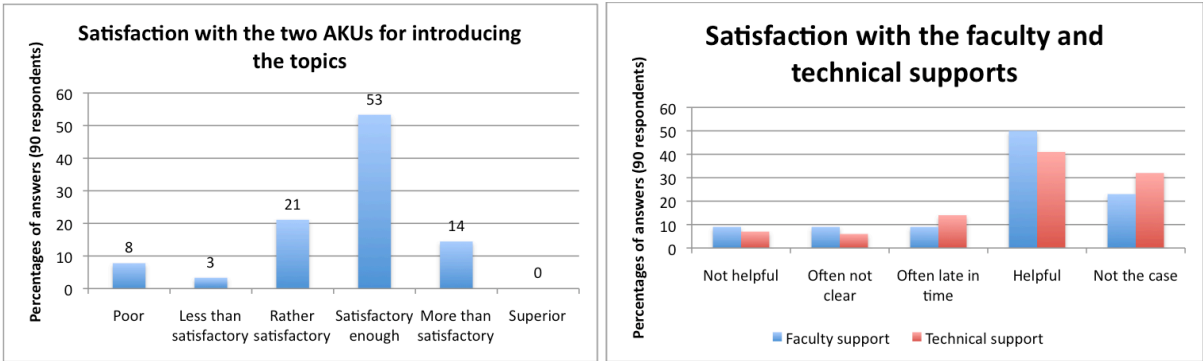 Satisfaction with the two AKUs for introducing
the topics
Percentages of answers (90 respondents)
60
50
40
30
20
10
0
8
3
21
53
14
0
Poor
Less than
satisfactory
Rather
satisfactory
Satisfactory
enough
More than
satisfactory
Superior
Satisfaction with the faculty and
technical supports
Percentages of answers (90 respondents)
60
50
40
30
20
10
0
Not helpful
Often not
clear
Often late in
time
Helpful
Not the case
Faculty support
Technical support